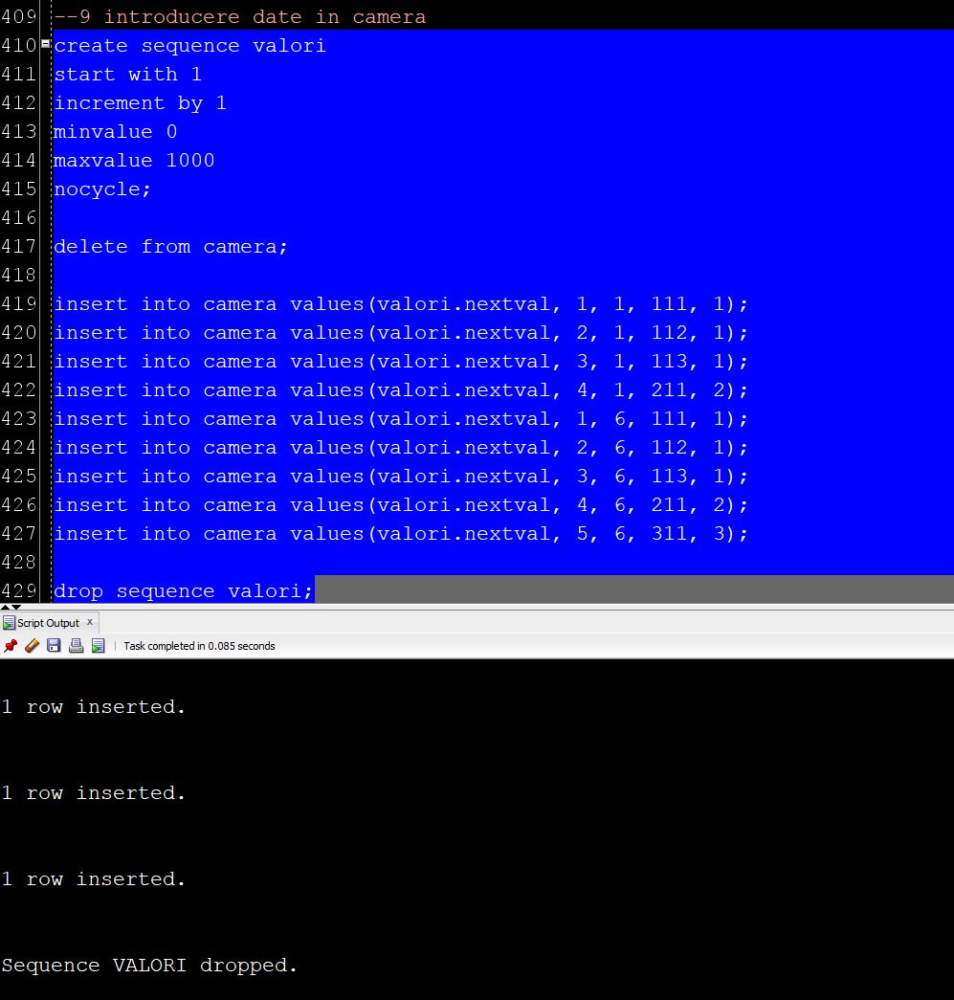 409 --9 introducere date in camera
410 create sequence valori
411 start with 1
412 increment by 1
413 minvalue 0
414 maxvalue 1000
415 nocycle;
416
417 delete from camera;
418
419 insert into camera values(valori.nextval, 1, 1, 111, 1);
420 insert into camera values(valori.nextval, 2, 1, 112, 1);
421 insert into camera values(valori.nextval, 3, 1, 113, 1);
422 insert into camera values(valori.nextval, 4, 1, 211, 2);
423 insert into camera values(valori.nextval, 1, 6, 111, 1);
424 insert into camera values(valori.nextval, 2, 6, 112, 1);
425 insert into camera values(valori.nextval, 3, 6, 113, 1);
426 insert into camera values(valori.nextval, 4, 6, 211, 2);
427 insert into camera values(valori.nextval, 5, 6, 311, 3);
428
429 drop sequence valori;
Script Output x
Task completed in 0.085 seconds
1 row inserted.
1 row inserted.
1 row inserted.
Sequence VALORI dropped.